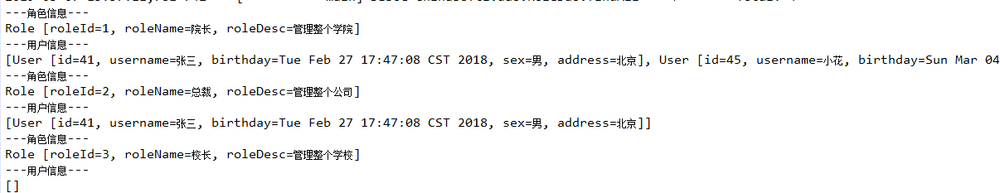 ---角色信息---
Role [roleId=1, roleName=院长, roleDesc=管理整个学院]
---用户信息---
[User [id=41, username=张三, birthday=Tue Feb 27 17:47:08 CST 2018, sex=男, address=北京], User [id=45, username=小花, birthday=Sun Mar 04
---角色信息---
Role [roleId=2, roleName=总裁, roleDesc=管理整个公司]
---用户信息---
[User [id=41, username=张三, birthday=Tue Feb 27 17:47:08 CST 2018, sex=男, address=北京]]
---角色信息---
Role [roleId=3, roleName=校长, roleDesc=管理整个学校]
---用户信息---
[]